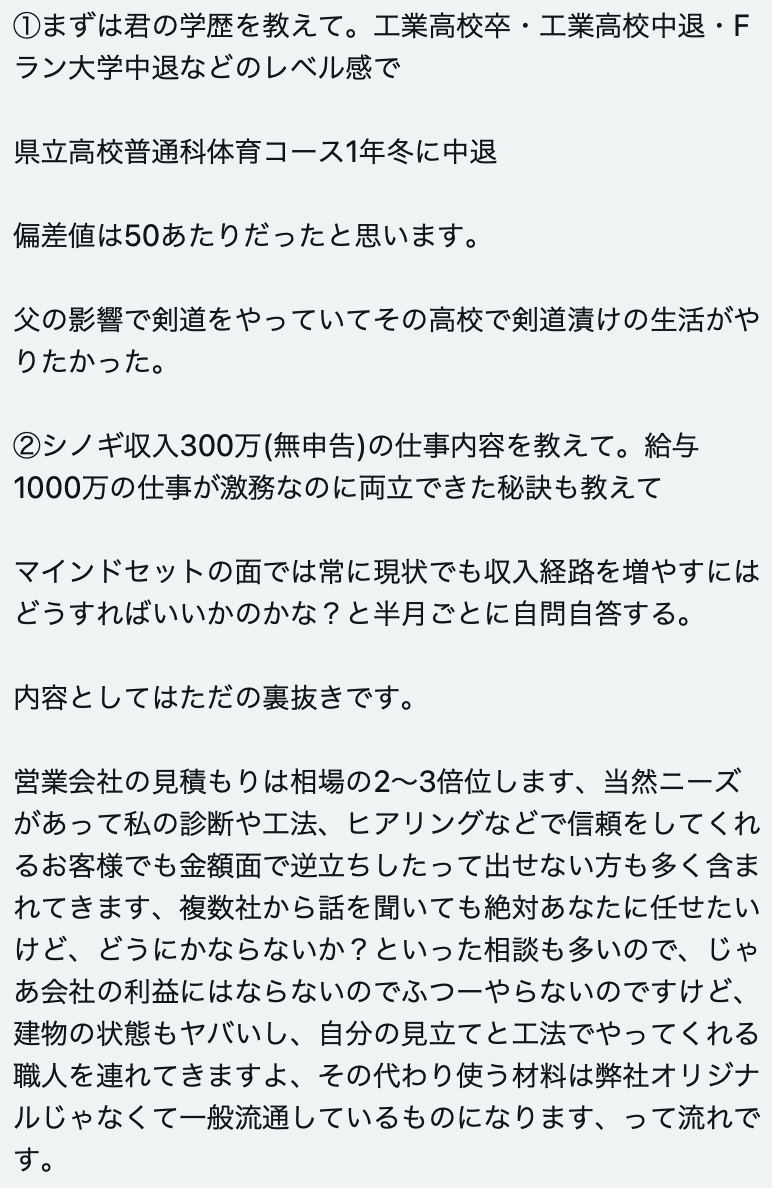 ①まずは君の学歴を教えて。工業高校卒・工業高校中退・F
ラン大学中退などのレベル感で
県立高校普通科体育コース1年冬に中退
偏差値は50あたりだったと思います。
父の影響で剣道をやっていてその高校で剣道漬けの生活がや
りたかった。
②シノギ収入300万(無申告)の仕事内容を教えて。給与
1000万の仕事が激務なのに両立できた秘訣も教えて
マインドセットの面では常に現状でも収入経路を増やすには
どうすればいいかのかな？と半月ごとに自問自答する。
内容としてはただの裏抜きです。
営業会社の見積もりは相場の2〜3倍位します、当然ニーズ
があって私の診断や工法、ヒアリングなどで信頼をしてくれ
るお客様でも金額面で逆立ちしたって出せない方も多く含ま
れてきます、複数社から話を聞いても絶対あなたに任せたい
けど、どうにかならないか？といった相談も多いので、じゃ
あ会社の利益にはならないのでふつーやらないのですけど、
建物の状態もヤバいし、自分の見立てと工法でやってくれる
職人を連れてきますよ、その代わり使う材料は弊社オリジナ
ルじゃなくて一般流通しているものになります、って流れで
す。